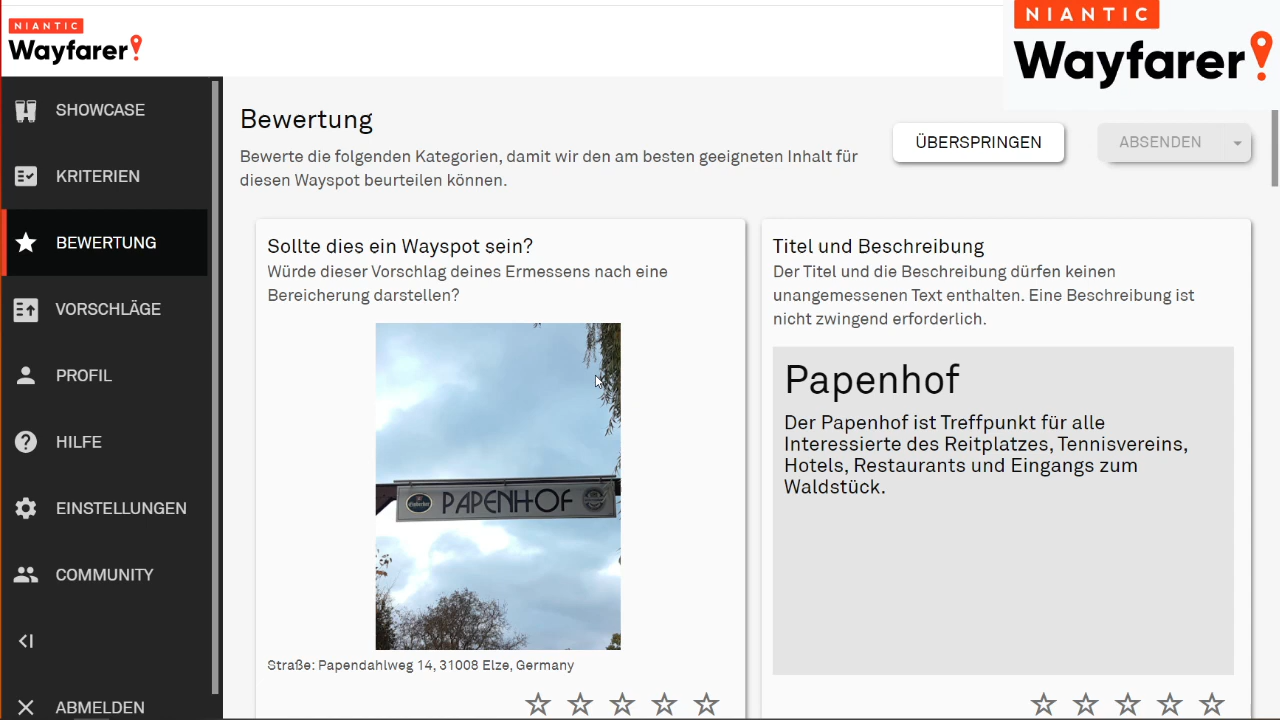 NIANTIC
Wayfarer!
NIANTIC
Wayfarer!
SHOWCASE
KRITERIEN
BEWERTUNG
VORSCHLÄGE
PROFIL
HILFE
EINSTELLUNGEN
COMMUNITY
ABMELDEN
Bewertung
Bewerte die folgenden Kategorien, damit wir den am besten geeigneten Inhalt für
diesen Wayspot beurteilen können.
ÜBERSPRINGEN
ABSENDEN
Sollte dies ein Wayspot sein?
Würde dieser Vorschlag deines Ermessens nach eine
Bereicherung darstellen?
PAPENHOF
Straße: Papendahlweg 14, 31008 Elze, Germany
Titel und Beschreibung
Der Titel und die Beschreibung dürfen keinen
unangemessenen Text enthalten. Eine Beschreibung ist
nicht zwingend erforderlich.
Papenhof
Der Papenhof ist Treffpunkt für alle
Interessierte des Reitplatzes, Tennisvereins,
Hotels, Restaurants und Eingangs zum
Waldstück.